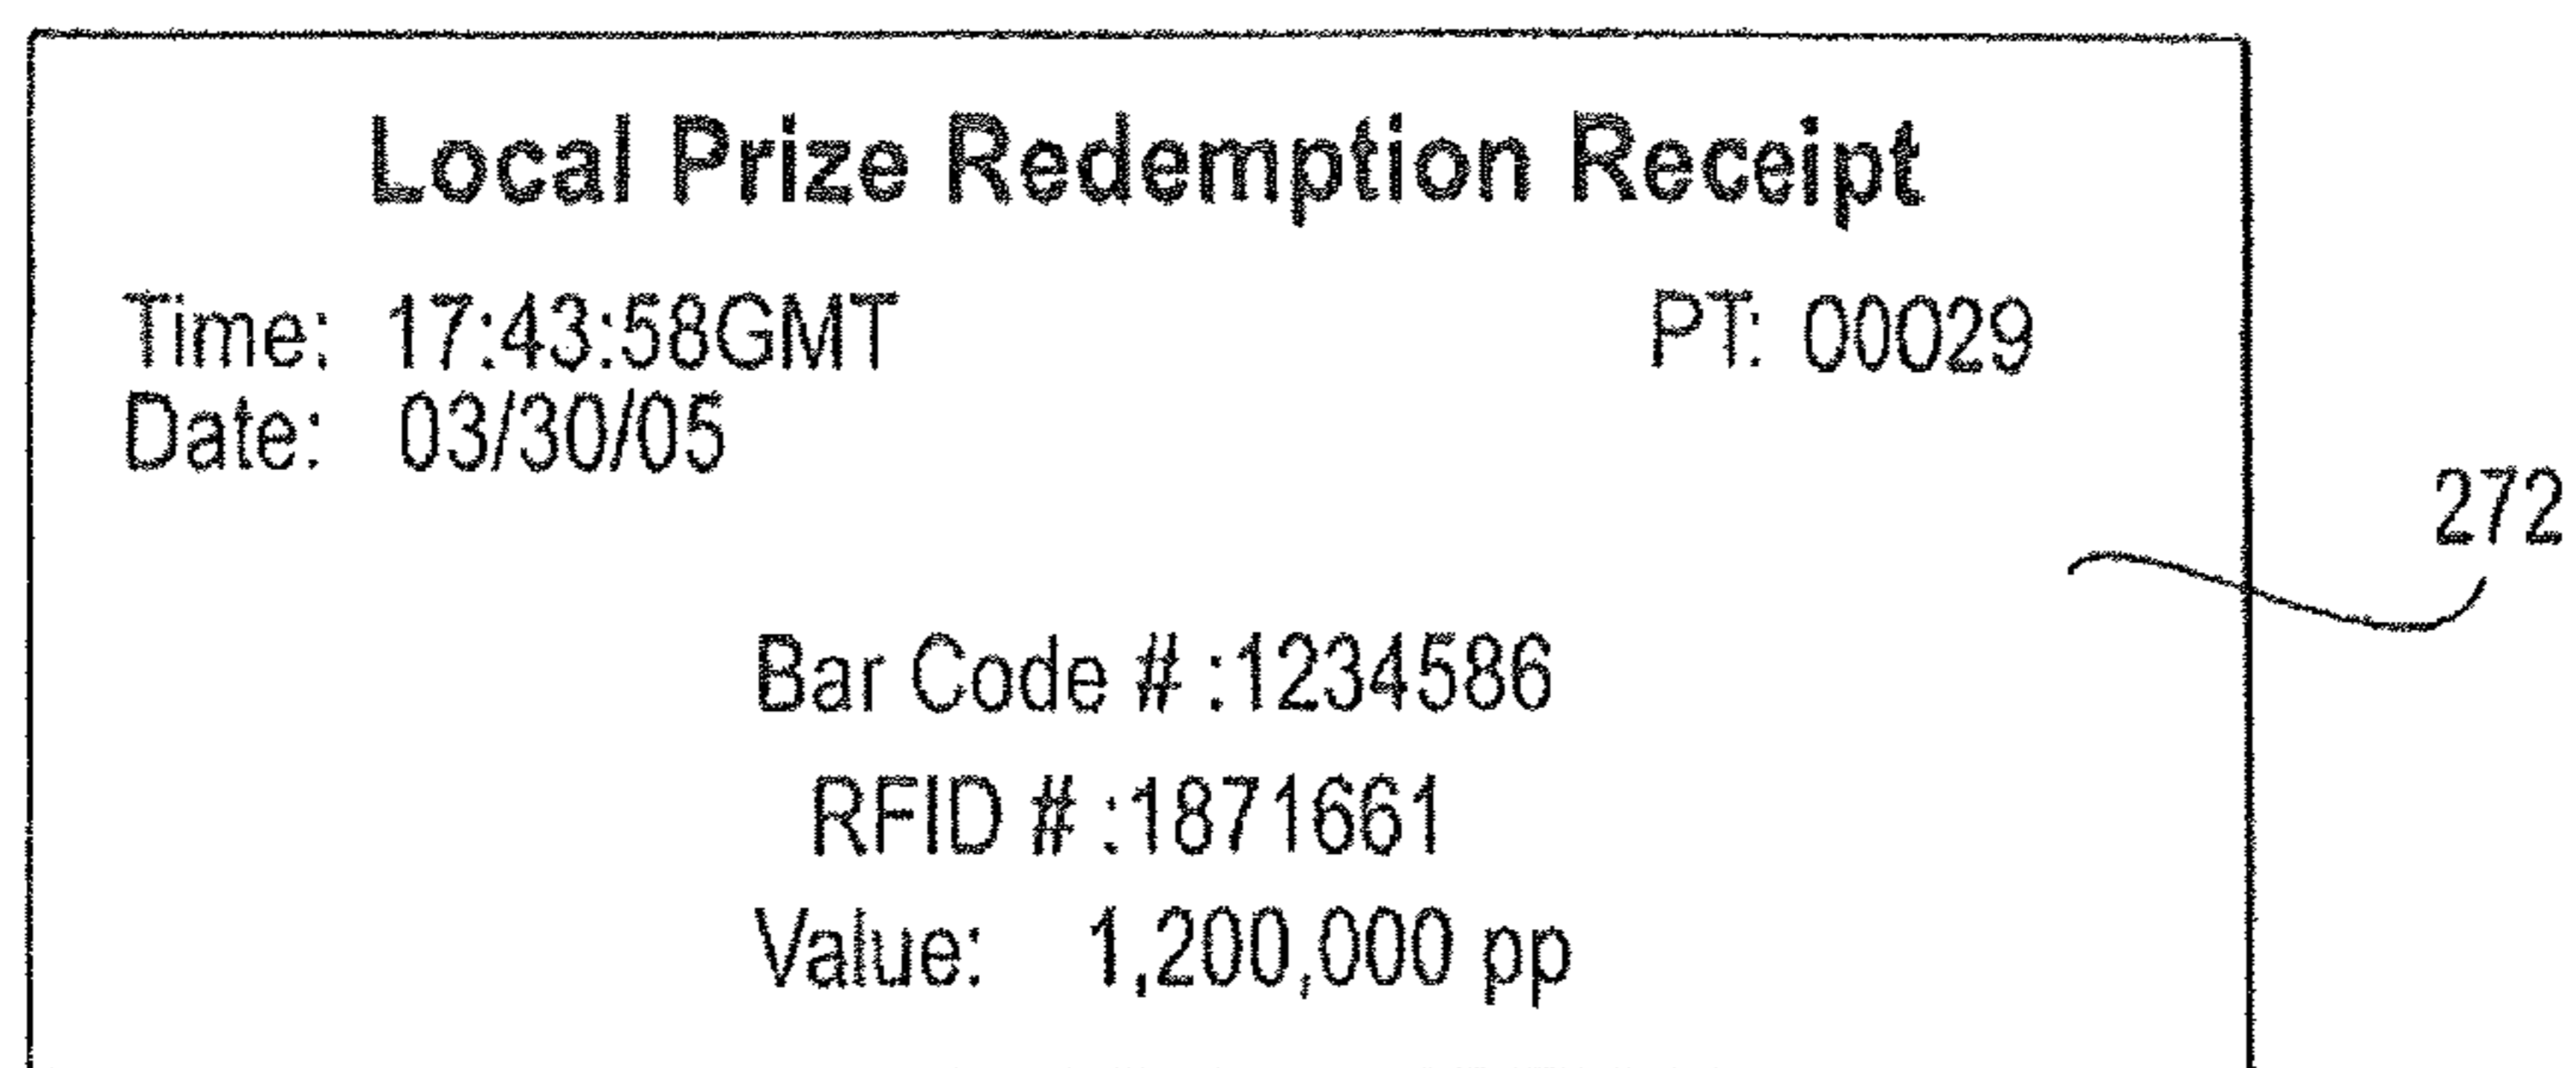 Local Prize Redemption Receipt
Time: 17:43:58GMT PT: 00029
Date: 03/30/05
272
Bar Code # :1234586
RFID # :1871661
Value: 1,200,000 pp